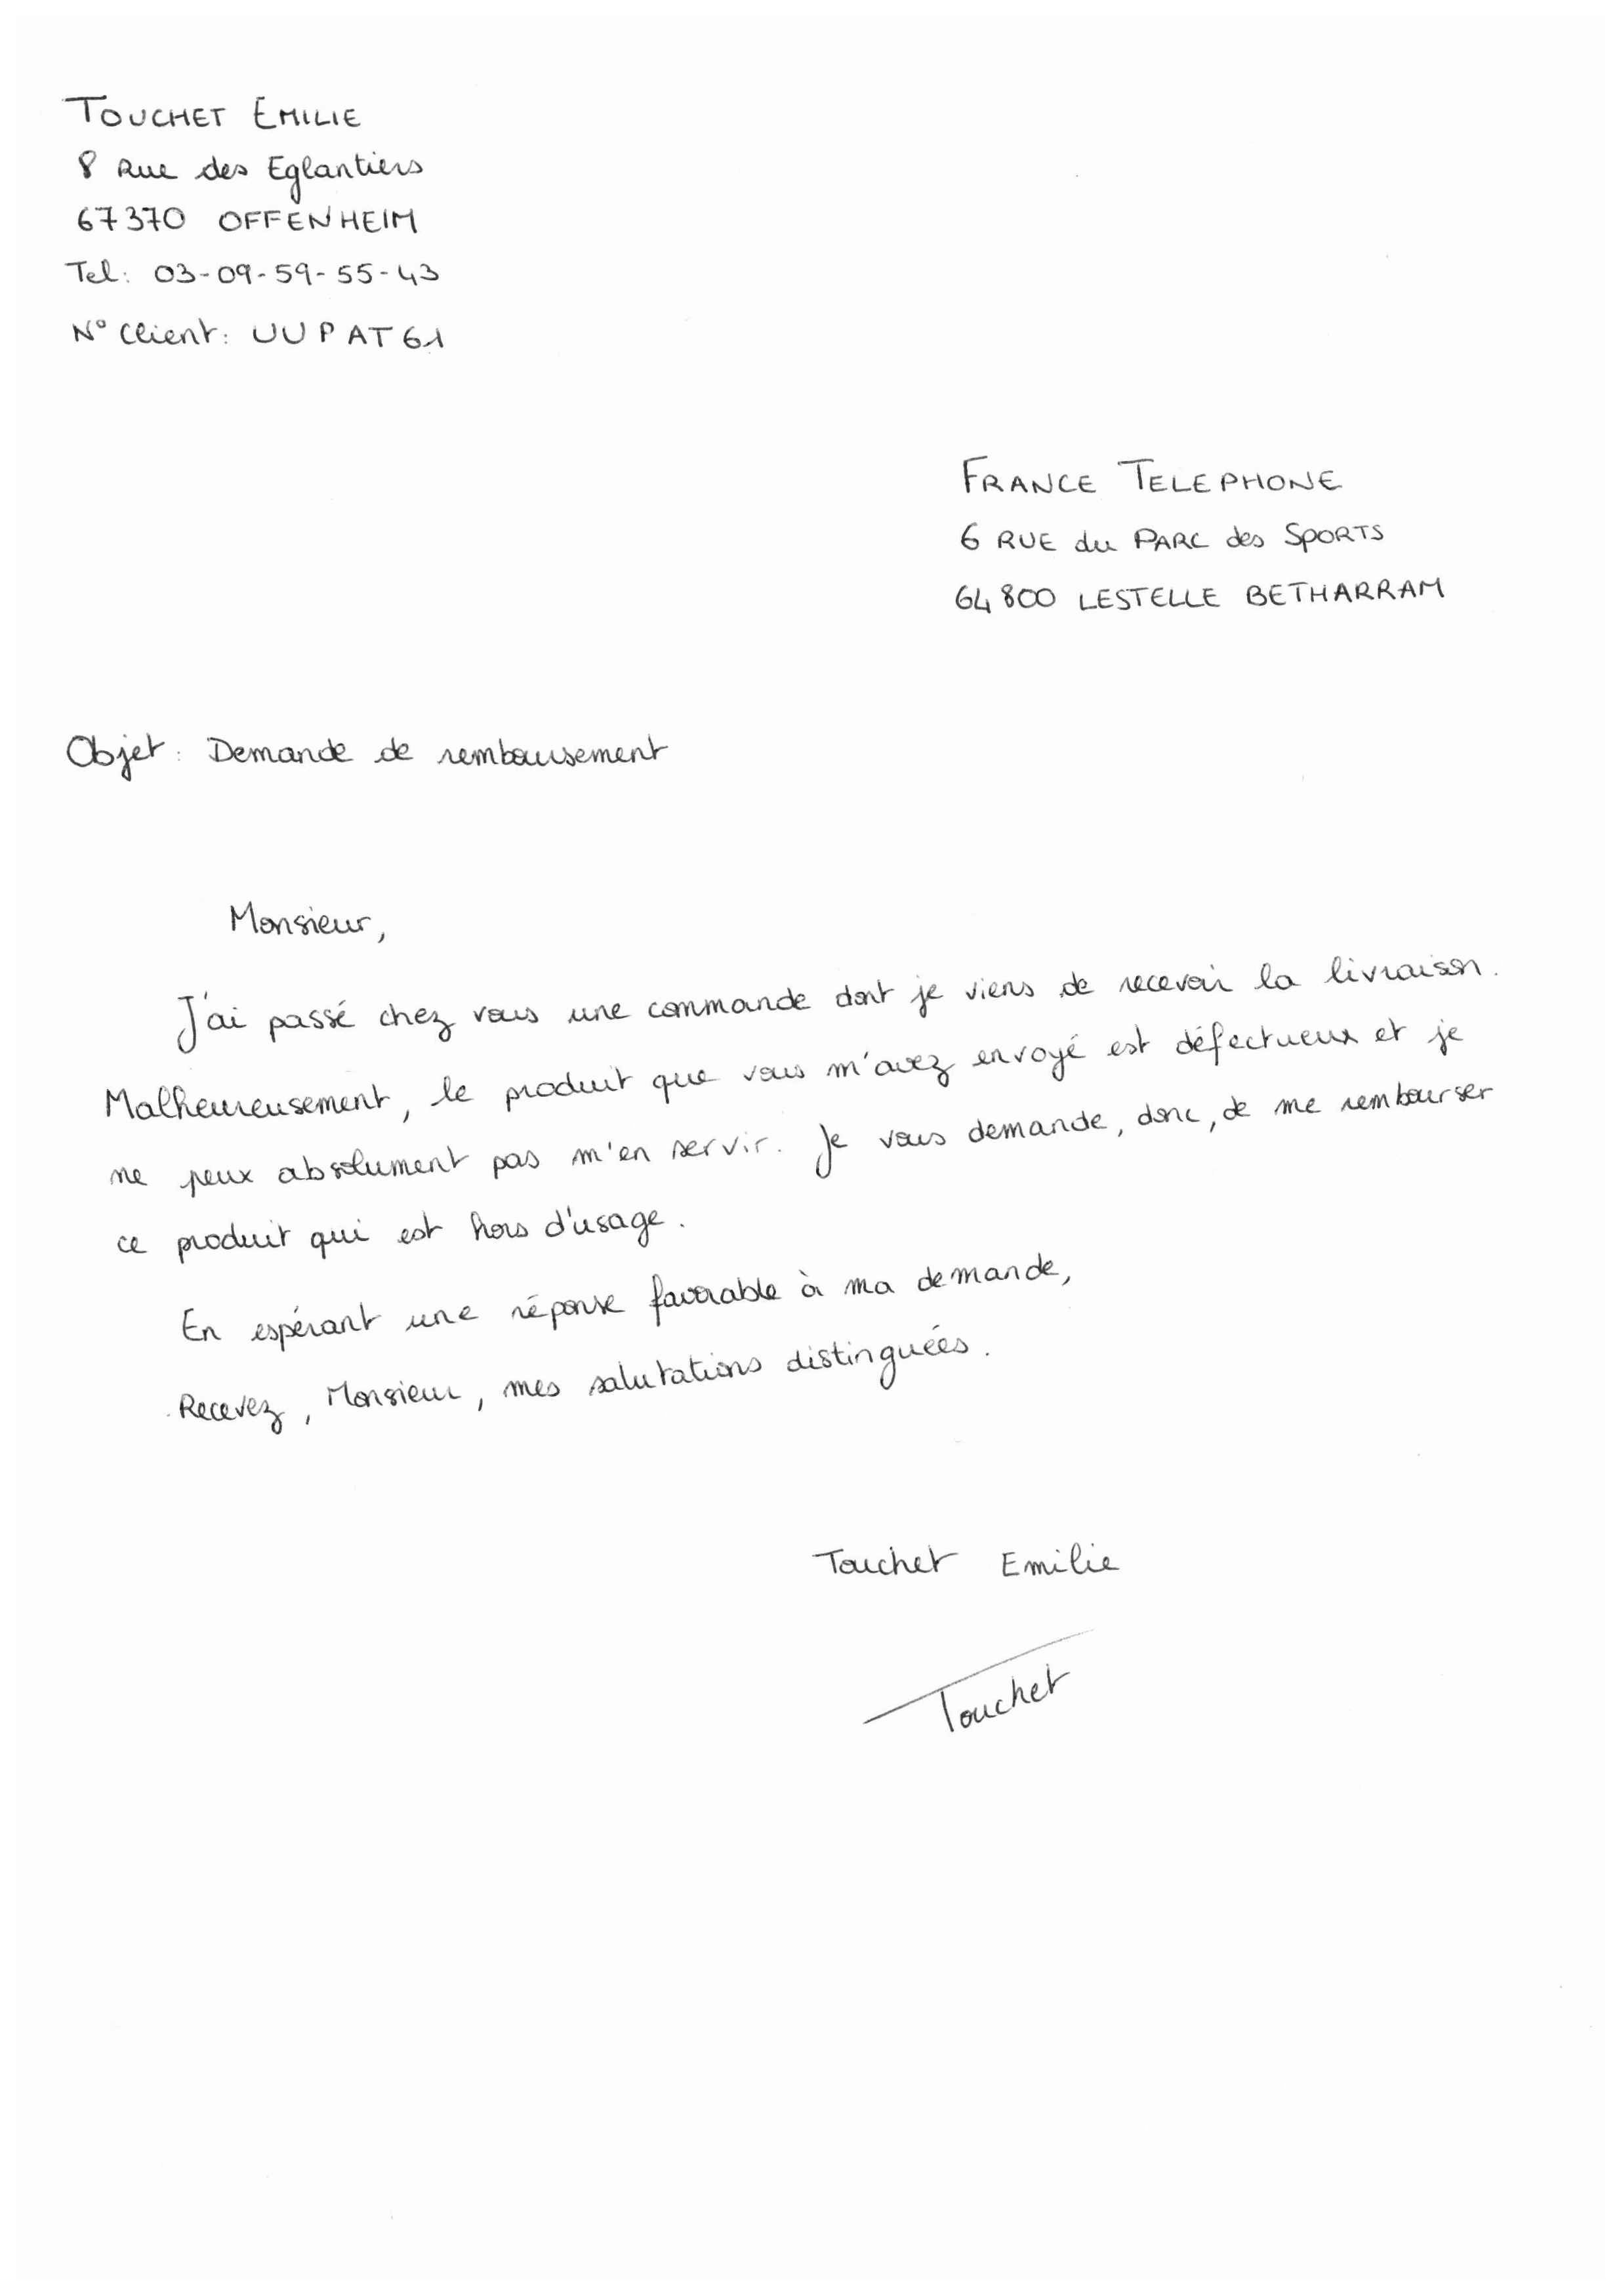 TOUCHET EMILIE
8 Rue des Eglantiers
67370 OFFENHEIM
Tel: 03-09-59-55-43
N° Client: UUPAT61
FRANCE TELEPHONE
6 RUE du PARC des SPORTS
64800 LESTELLE BETHARRAM
Objet: Demande de remboursement
Monsieur,
J'ai passé chez vous une commande dont je viens de recevoir la livraison.
Malheureusement, le produit que vous m'avez envoyé est défectueux et je
ne peux absolument pas m'en servir. Je vous demande, donc, de me rembourser
ce produit qui est hors d'usage.
En espérant une réponse favorable à ma demande,
Recevez, Monsieur, mes salutations distinguées.
Touchet Emilie
Touchet